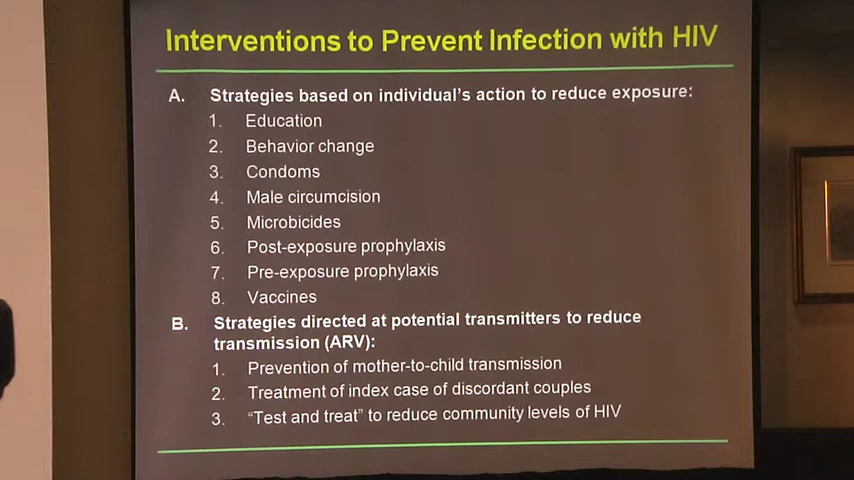 Interventions to Prevent Infection with HIV
A. Strategies based on individual's action to reduce exposure:
1. Education
2. Behavior change
3. Condoms
4. Male circumcision
5. Microbicides
6. Post-exposure prophylaxis
7. Pre-exposure prophylaxis
8. Vaccines
B. Strategies directed at potential transmitters to reduce
transmission (ARV):
1. Prevention of mother-to-child transmission
2. Treatment of index case of discordant couples
3. "Test and treat" to reduce community levels of HIV